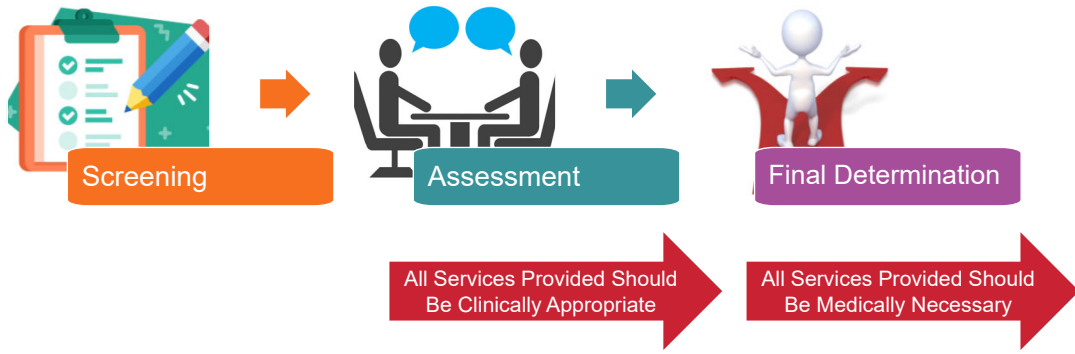 Screening
Assessment
Final Determination
All Services Provided Should
Be Clinically Appropriate
All Services Provided Should
Be Medically Necessary